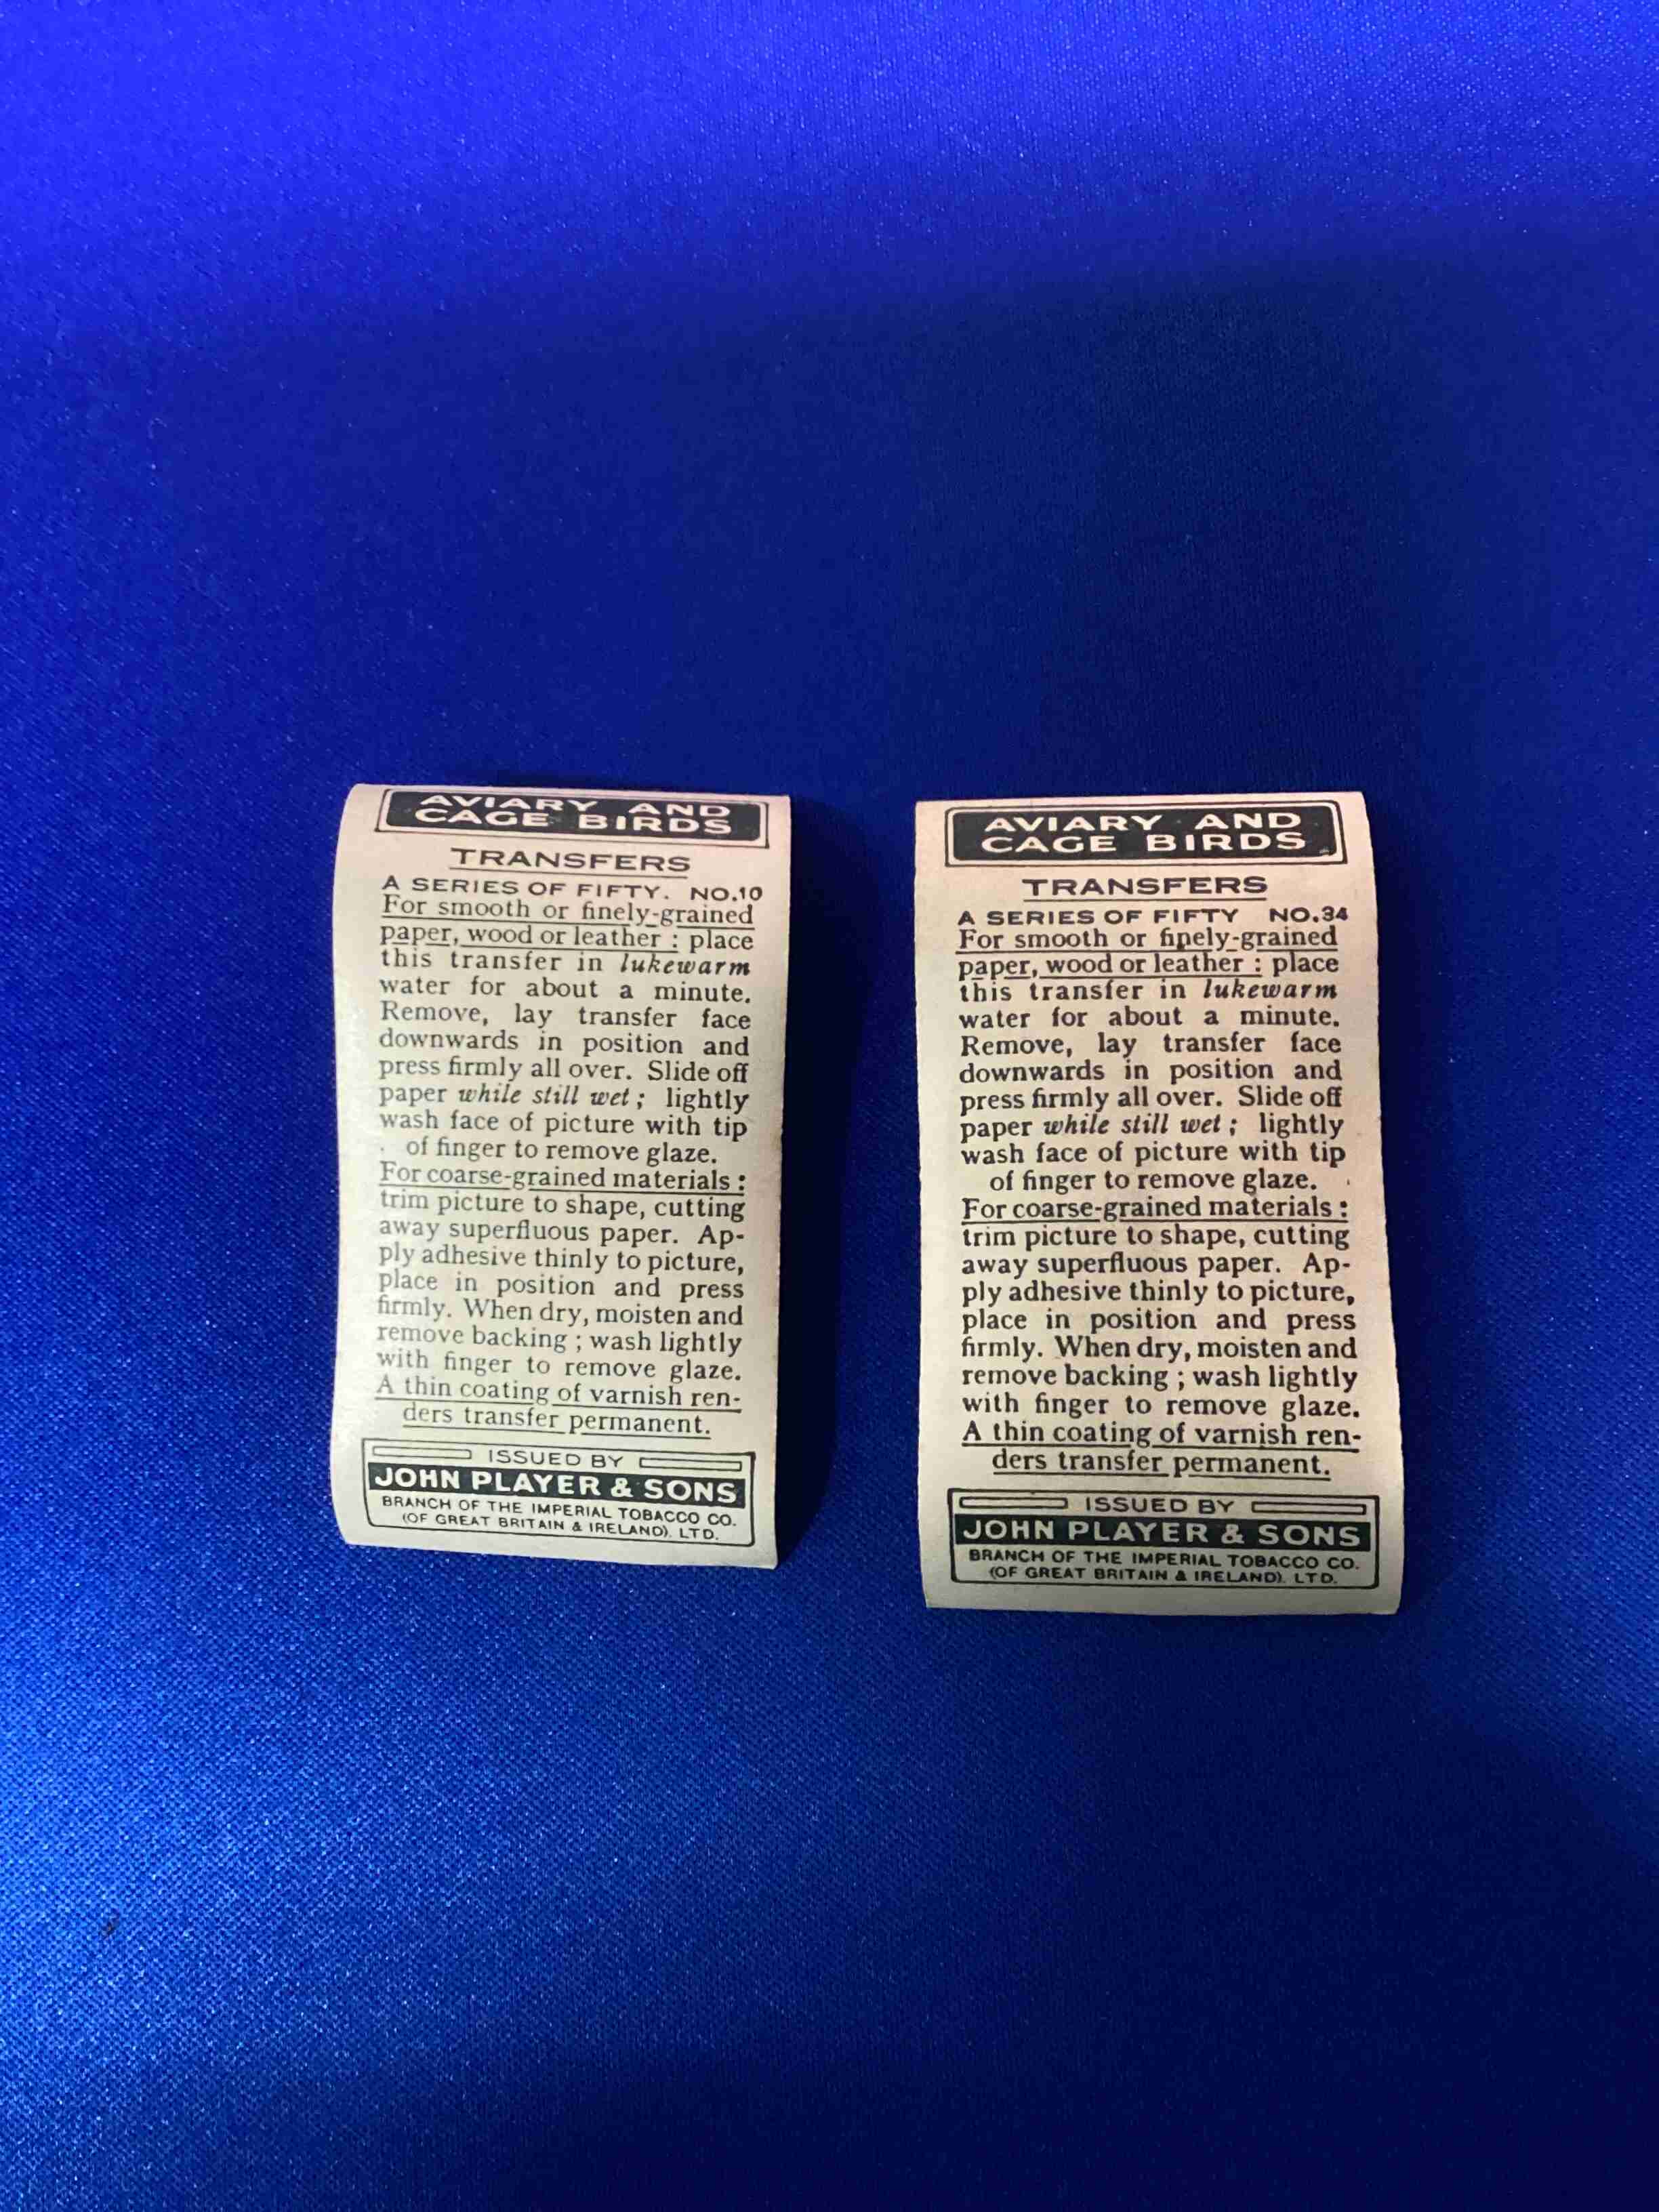 AVIARY AND
CAGE BIRDS
TRANSFERS
A SERIES OF FIFTY. NO.10
For smooth or finely-grained
paper, wood or leather : place
this transfer in lukewarm
water for about a minute.
Remove, lay transfer face
downwards in position and
press firmly all over. Slide off
paper while still wet ; lightly
wash face of picture with tip
of finger to remove glaze.
For coarse-grained materials :
trim picture to shape, cutting
away superfluous paper. Ap-
ply adhesive thinly to picture,
place in position and press
firmly. When dry, moisten and
remove backing ; wash lightly
with finger to remove glaze.
A thin coating of varnish ren-
ders transfer permanent.
ISSUED BY
JOHN PLAYER & SONS
BRANCH OF THE IMPERIAL TOBACCO CO.
(OF GREAT BRITAIN & IRELAND), LTD.
AVIARY AND
CAGE BIRDS
TRANSFERS
A SERIES OF FIFTY NO.34
For smooth or finely-grained
paper, wood or leather : place
this transfer in lukewarm
water for about a minute.
Remove, lay transfer face
downwards in position and
press firmly all over. Slide off
paper while still wet ; lightly
wash face of picture with tip
of finger to remove glaze.
For coarse-grained materials :
trim picture to shape, cutting
away superfluous paper. Ap-
ply adhesive thinly to picture,
place in position and press
firmly. When dry, moisten and
remove backing ; wash lightly
with finger to remove glaze.
A thin coating of varnish ren-
ders transfer permanent.
ISSUED BY
JOHN PLAYER & SONS
BRANCH OF THE IMPERIAL TOBACCO CO.
(OF GREAT BRITAIN & IRELAND), LTD.